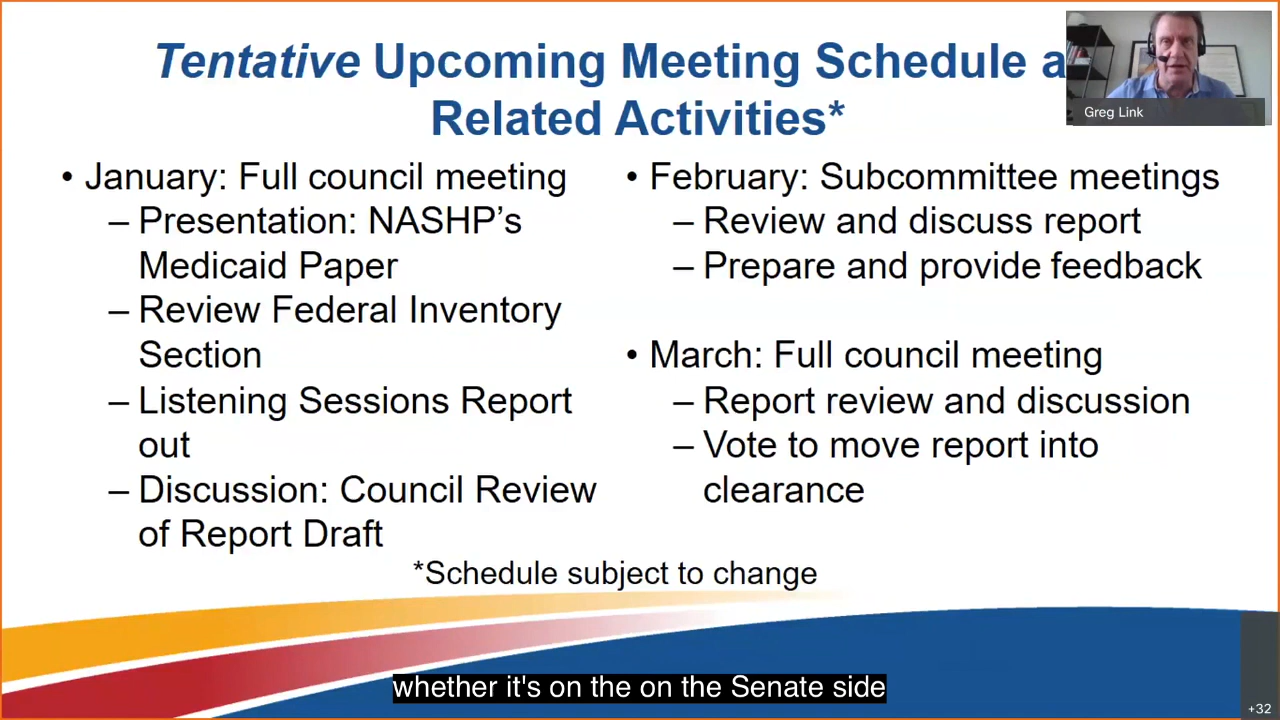 Tentative Upcoming Meeting Schedule a
Related Activities*
Greg Link
• January: Full council meeting
– Presentation: NASHP's
Medicaid Paper
– Review Federal Inventory
Section
– Listening Sessions Report
out
– Discussion: Council Review
of Report Draft
• February: Subcommittee meetings
– Review and discuss report
– Prepare and provide feedback
• March: Full council meeting
– Report review and discussion
– Vote to move report into
clearance
*Schedule subject to change
whether it's on the on the Senate side
+32